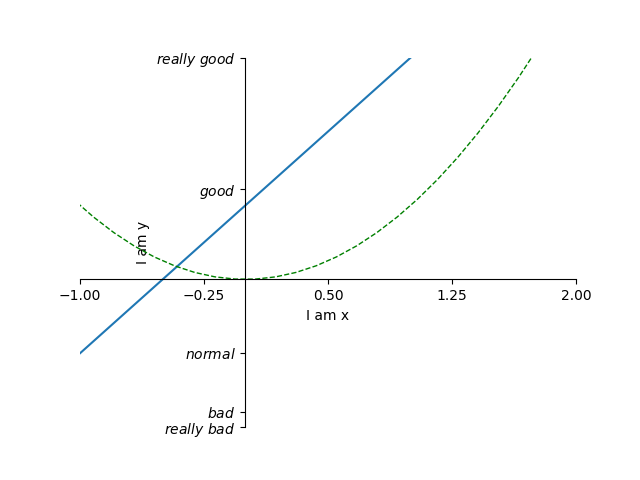 really good
good
I am y
−1.00
−0.25
0.50
1.25
2.00
I am x
normal
bad
really bad